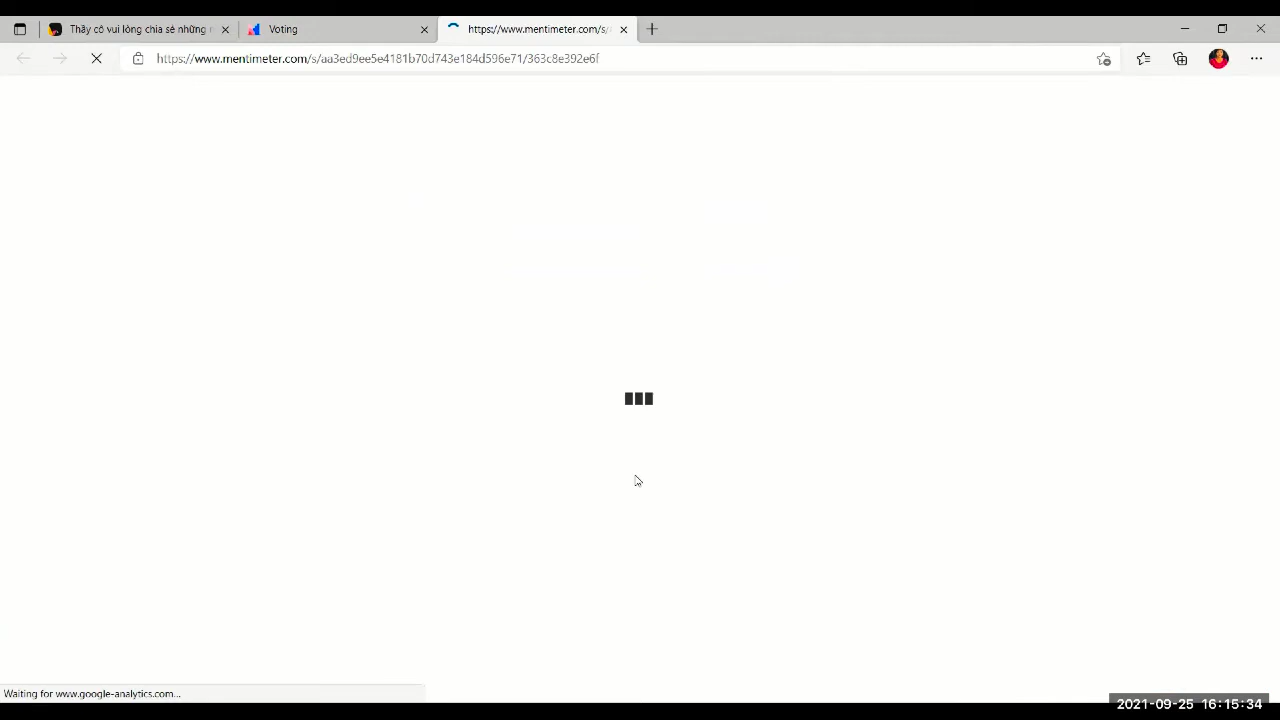 Thầy cô vui lòng chia sẻ những
Voting
https://www.mentimeter.com/s/
https://www.mentimeter.com/s/aa3ed9ee5e4181b70d743e184d596e71/363c8e392e6f
Waiting for www.google-analytics.com...
2021-09-25 16:15:34